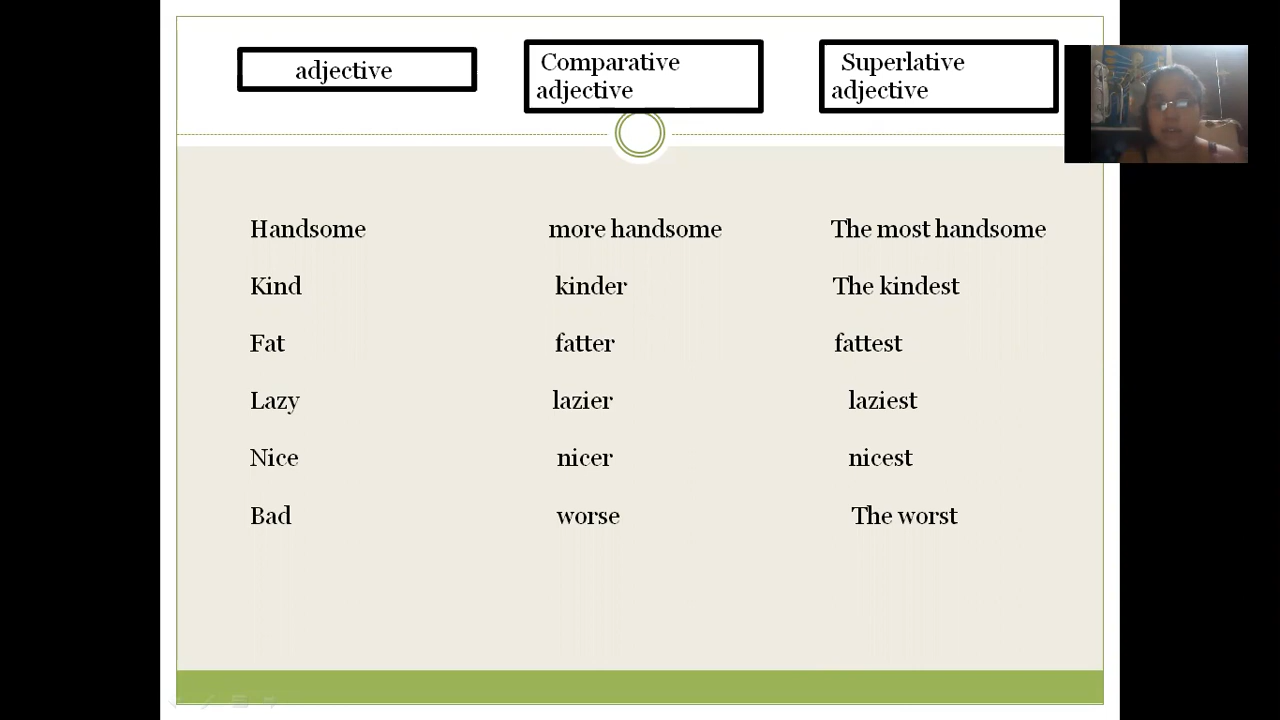 adjective
Comparative
adjective
Superlative
adjective
Handsome more handsome The most handsome
Kind kinder The kindest
Fat fatter fattest
Lazy lazier laziest
Nice nicer nicest
Bad worse The worst